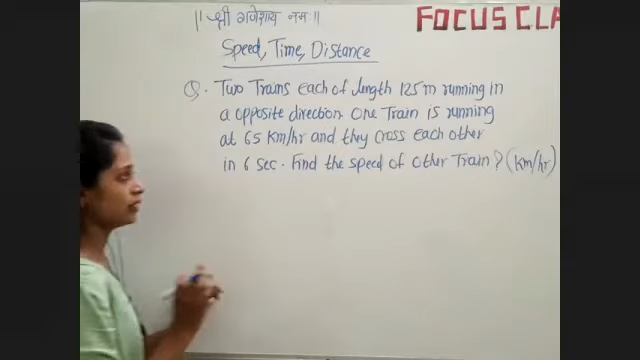 || श्री गणेशाय नमः ||
FOCUS CLA
Speed, Time, Distance
Q. Two Trains each of length 125 m running in
a opposite direction. One Train is running
at 65 Km/hr and they cross each other
in 6 sec. Find the speed of other Train ? (Km/hr)